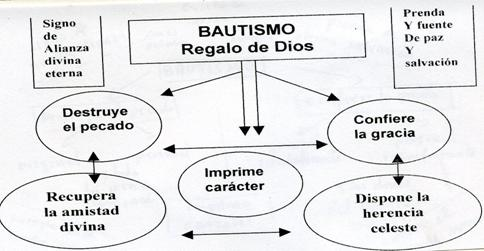 Signo
de
Alianza
divina
eterna
BAUTISMO
Regalo de Dios
Prenda
Y fuente
De paz
Y
salvación
Destruye
el pecado
Confiere
la gracia
Imprime
carácter
Recupera
la amistad
divina
Dispone la
herencia
celeste